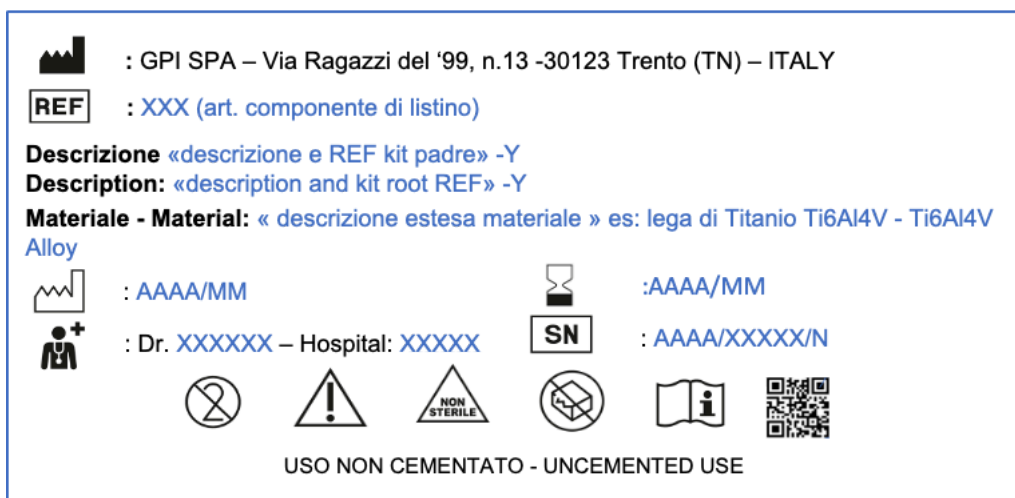 : GPI SPA – Via Ragazzi del ‘99, n.13 -30123 Trento (TN) – ITALY
REF : XXX (art. componente di listino)
Descrizione «descrizione e REF kit padre» -Y
Description: «description and kit root REF» -Y
Materiale - Material: « descrizione estesa materiale » es: lega di Titanio Ti6Al4V - Ti6Al4V
Alloy
: AAAA/MM :AAAA/MM
: Dr. XXXXXX – Hospital: XXXXX SN : AAAA/XXXXX/N
2 NON
STERILE
USO NON CEMENTATO - UNCEMENTED USE